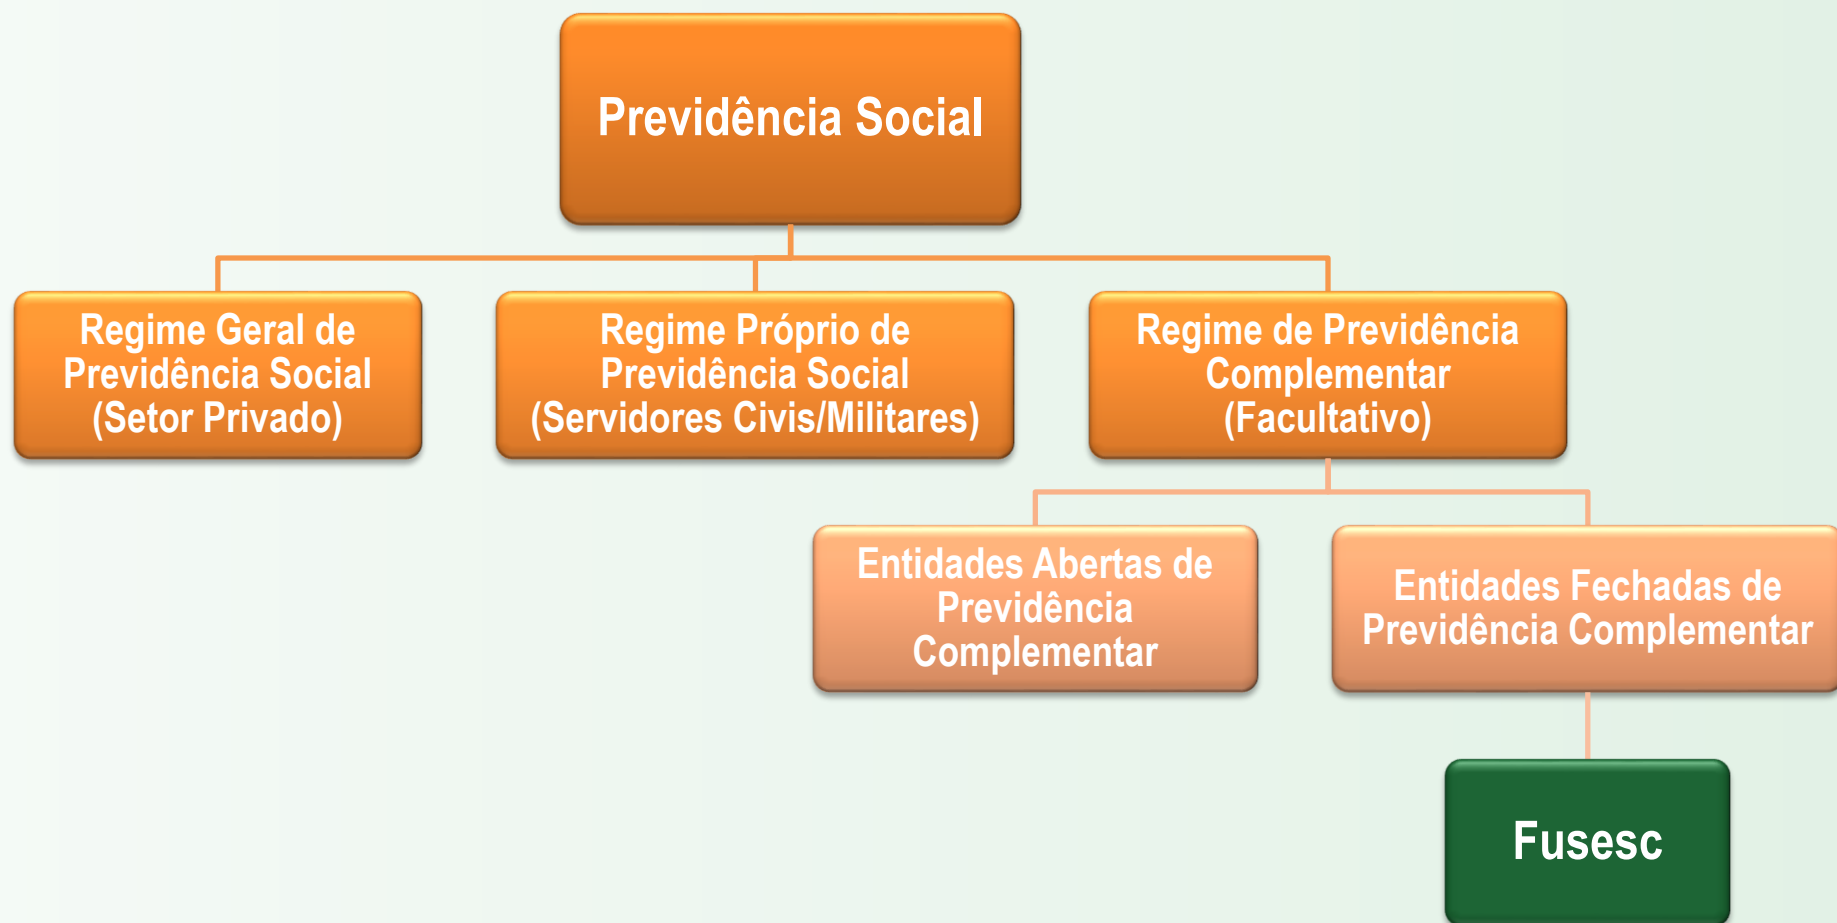 Previdência Social
Regime Geral de
Previdência Social
(Setor Privado)
Regime Próprio de
Previdência Social
(Servidores Civis/Militares)
Regime de Previdência
Complementar
(Facultativo)
Entidades Abertas de
Previdência
Complementar
Entidades Fechadas de
Previdência Complementar
Fusesc